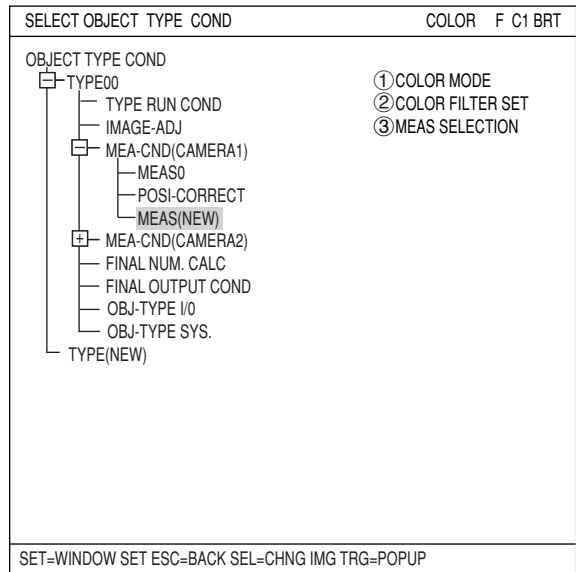 SELECT OBJECT TYPE COND COLOR F C1 BRT
OBJECT TYPE COND
TYPE00
TYPE RUN COND
IMAGE-ADJ
MEA-CND(CAMERA1)
MEAS0
POSI-CORRECT
MEAS(NEW)
MEA-CND(CAMERA2)
FINAL NUM. CALC
FINAL OUTPUT COND
OBJ-TYPE I/0
OBJ-TYPE SYS.
TYPE(NEW)
①COLOR MODE
②COLOR FILTER SET
③MEAS SELECTION
SET=WINDOW SET ESC=BACK SEL=CHNG IMG TRG=POPUP